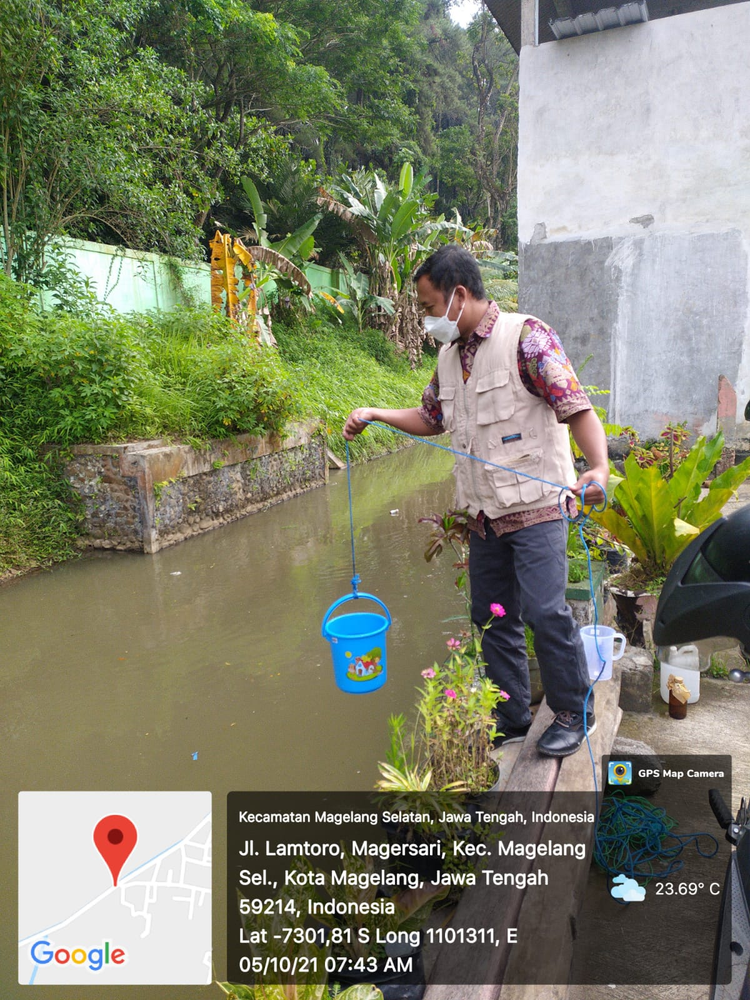 GPS Map Camera
Kecamatan Magelang Selatan, Jawa Tengah, Indonesia
Jl. Lamtoro, Magersari, Kec. Magelang
Sel., Kota Magelang, Jawa Tengah
59214, Indonesia
Lat -7301,81 S Long 1101311, E
05/10/21 07:43 AM
23.69° C
Google